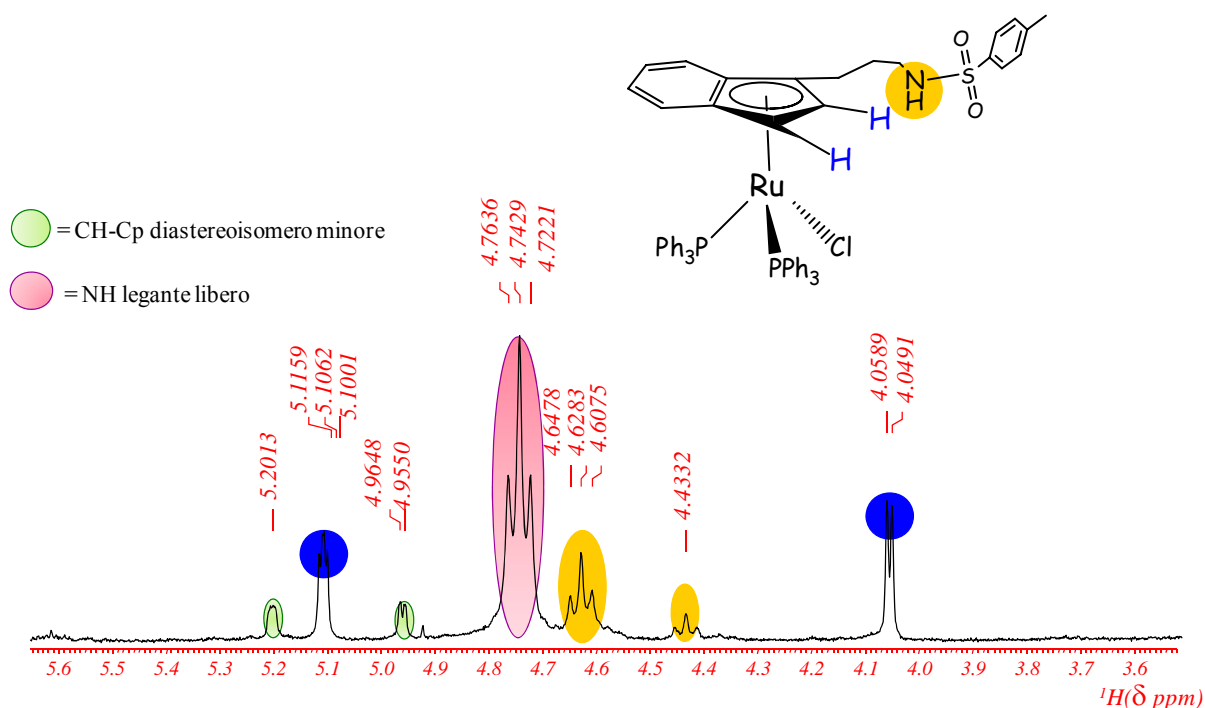 N
H
S
O
O
H
H
Ru
Ph3P
PPh3
Cl
= CH-Cp diastereoisomero minore
= NH legante libero
5.2013
5.1159
5.1062
5.1001
4.9648
4.9550
4.7636
4.7429
4.7221
4.6478
4.6283
4.6075
4.4332
4.0589
4.0491
5.6 5.5 5.4 5.3 5.2 5.1 5.0 4.9 4.8 4.7 4.6 4.5 4.4 4.3 4.2 4.1 4.0 3.9 3.8 3.7 3.6
1H(δ ppm)